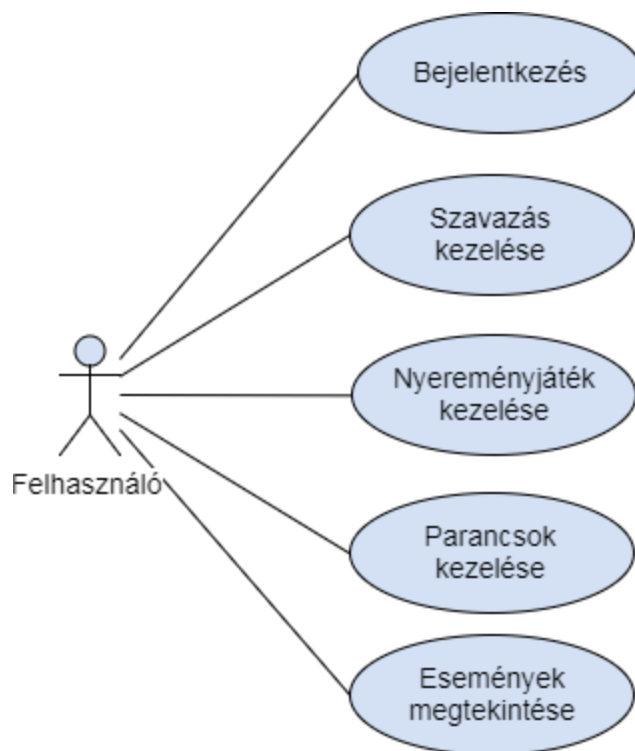 Bejelentkezés
Szavazás
kezelése
Nyereményjáték
kezelése
Felhasználó
Parancsok
kezelése
Események
megtekintése